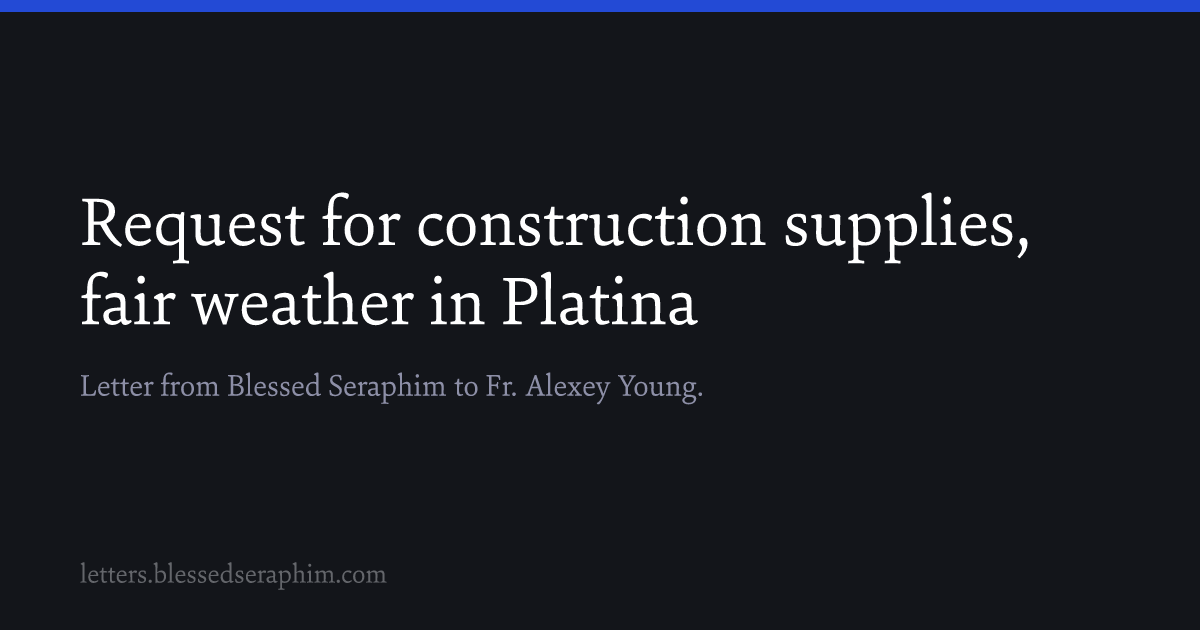 Request for construction supplies,
fair weather in Platina
Letter from Blessed Seraphim to Fr. Alexey Young.
letters.blessedseraphim.com